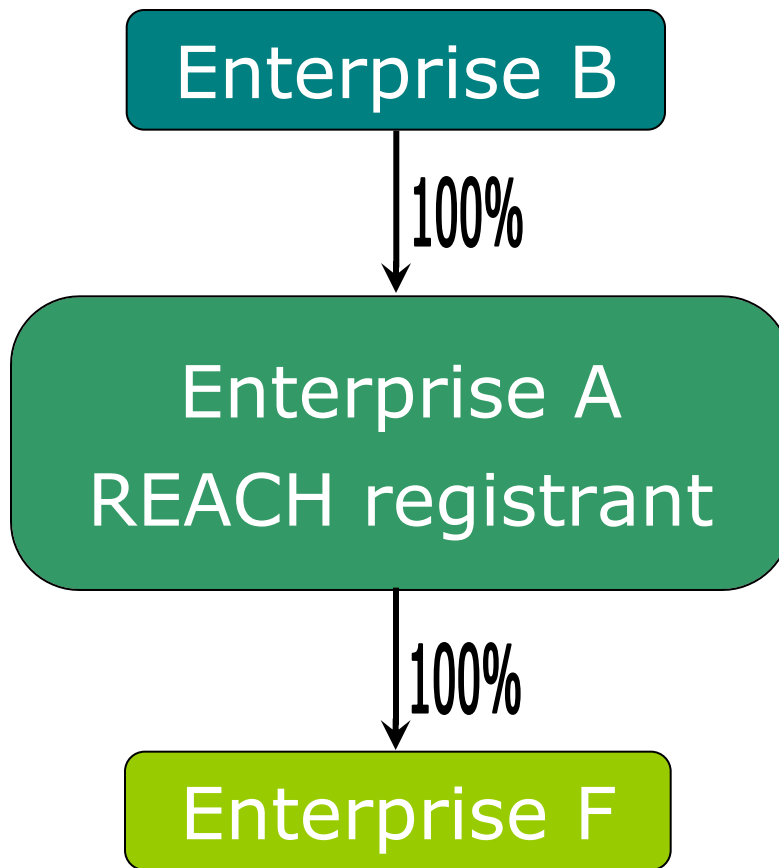 Enterprise B
100%
Enterprise A
REACH registrant
100%
Enterprise F